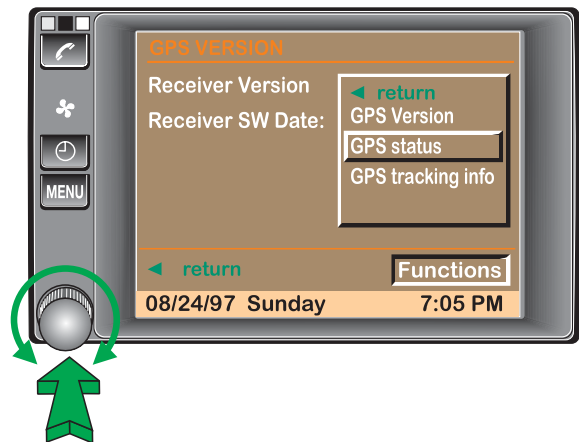 GPS VERSION
Receiver Version
Receiver SW Date:
◄ return
GPS Version
GPS status
GPS tracking info
MENU
◄ return
Functions
08/24/97 Sunday 7:05 PM